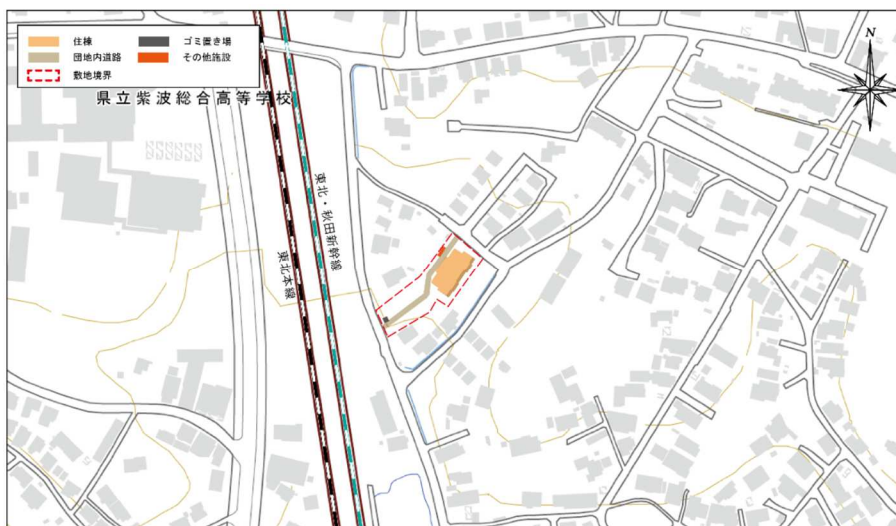 住棟
ゴミ置き場
団地内道路
その他施設
敷地境界
県立紫波総合高等学校
N
東北・秋田新幹線
東北本線